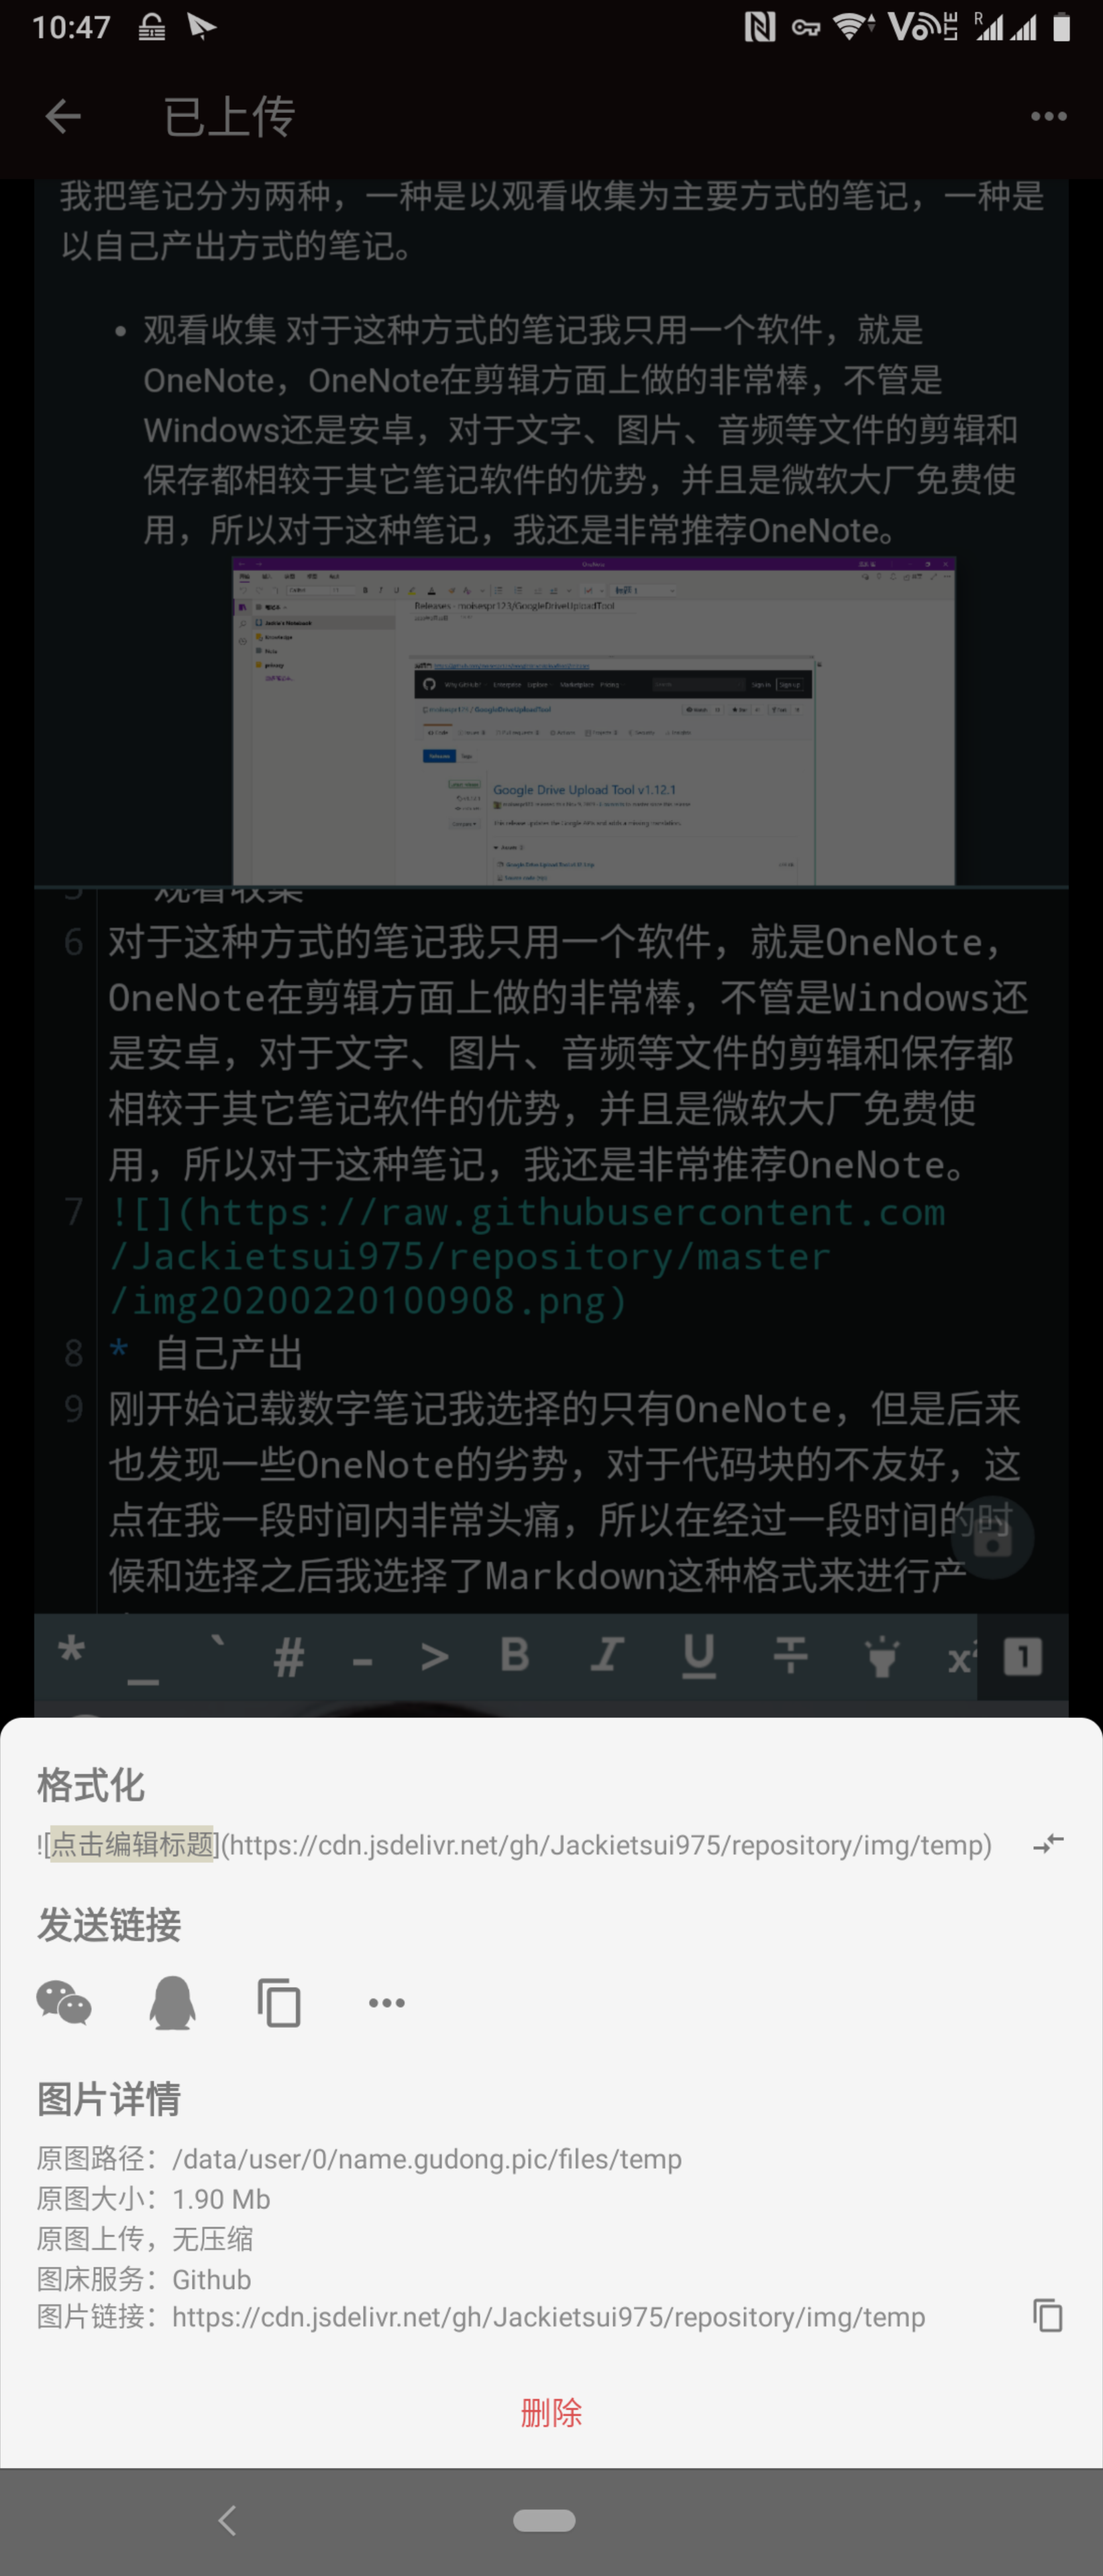 10:47
LTE
R
已上传
我把笔记分为两种，一种是以观看收集为主要方式的笔记，一种是
以自己产出方式的笔记。
• 观看收集 对于这种方式的笔记我只用一个软件，就是
OneNote，OneNote在剪辑方面上做的非常棒，不管是
Windows还是安卓，对于文字、图片、音频等文件的剪辑和
保存都相较于其它笔记软件的优势，并且是微软大厂免费使
用，所以对于这种笔记，我还是非常推荐OneNote。
OneNote
Releases · moisespr123/GoogleDriveUploadTool
Google Drive Upload Tool v1.12.1
5 观看收集
6 对于这种方式的笔记我只用一个软件，就是OneNote，
OneNote在剪辑方面上做的非常棒，不管是Windows还
是安卓，对于文字、图片、音频等文件的剪辑和保存都
相较于其它笔记软件的优势，并且是微软大厂免费使
用，所以对于这种笔记，我还是非常推荐OneNote。
7 ![](https://raw.githubusercontent.com
/Jackietsui975/repository/master
/img20200220100908.png)
8 * 自己产出
9 刚开始记载数字笔记我选择的只有OneNote，但是后来
也发现一些OneNote的劣势，对于代码块的不友好，这
点在我一段时间内非常头痛，所以在经过一段时间的时
候和选择之后我选择了Markdown这种格式来进行产
* _ ` # - > B I U T x² 1
格式化
![点击编辑标题](https://cdn.jsdelivr.net/gh/Jackietsui975/repository/img/temp)
发送链接
图片详情
原图路径：/data/user/0/name.gudong.pic/files/temp
原图大小：1.90 Mb
原图上传，无压缩
图床服务：Github
图片链接：https://cdn.jsdelivr.net/gh/Jackietsui975/repository/img/temp
删除